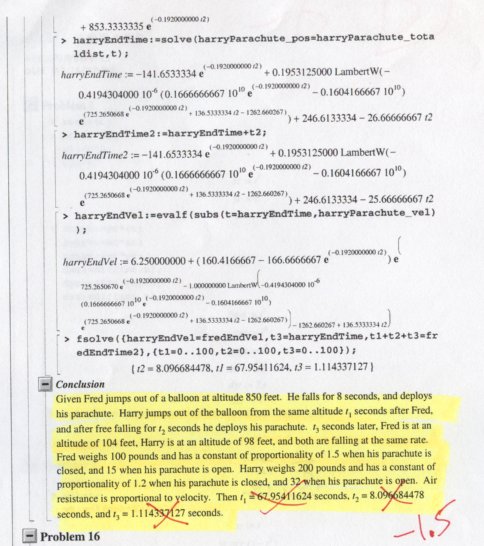 + 853.3333335 e^(-0.1920000000 t2)
> harryEndTime:=solve(harryParachute_pos=harryParachute_tota
ldist,t);
harryEndTime := -141.6533334 e^(-0.1920000000 t2) + 0.1953125000 LambertW(-
0.4194304000 10^-6 (0.1666666667 10^10 e^(-0.1920000000 t2) - 0.1604166667 10^10)
e^(725.2650668 e^(-0.1920000000 t2) + 136.5333334 t2 - 1262.660267)) + 246.6133334 - 26.66666667 t2
> harryEndTime2:=harryEndTime+t2;
harryEndTime2 := -141.6533334 e^(-0.1920000000 t2) + 0.1953125000 LambertW(-
0.4194304000 10^-6 (0.1666666667 10^10 e^(-0.1920000000 t2) - 0.1604166667 10^10)
e^(725.2650668 e^(-0.1920000000 t2) + 136.5333334 t2 - 1262.660267)) + 246.6133334 - 25.66666667 t2
> harryEndVel:=evalf(subs(t=harryEndTime,harryParachute_vel)
);
harryEndVel := 6.250000000 + (160.4166667 - 166.6666667 e^(-0.1920000000 t2)) e^(
725.2650670 e^(-0.1920000000 t2) - 1.000000000 LambertW(-0.4194304000 10^-6
(0.1666666667 10^10 e^(-0.1920000000 t2) - 0.1604166667 10^10)
e^(725.2650668 e^(-0.1920000000 t2) + 136.5333334 t2 - 1262.660267)) - 1262.660267 + 136.5333334 t2)
> fsolve({harryEndVel=fredEndVel,t3=harryEndTime,t1+t2+t3=fr
edEndTime2},{t1=0..100,t2=0..100,t3=0..100});
{ t2 = 8.096684478, t1 = 67.95411624, t3 = 1.114337127 }
Conclusion
Given Fred jumps out of a balloon at altitude 850 feet. He falls for 8 seconds, and deploys
his parachute. Harry jumps out of the balloon from the same altitude t₁ seconds after Fred,
and after free falling for t₂ seconds he deploys his parachute. t₃ seconds later, Fred is at an
altitude of 104 feet, Harry is at an altitude of 98 feet, and both are falling at the same rate.
Fred weighs 100 pounds and has a constant of proportionality of 1.5 when his parachute is
closed, and 15 when his parachute is open. Harry weighs 200 pounds and has a constant of
proportionality of 1.2 when his parachute is closed, and 32 when his parachute is open. Air
resistance is proportional to velocity. Then t₁ = 67.95411624 seconds, t₂ = 8.096684478
seconds, and t₃ = 1.114337127 seconds.
-1.5
Problem 16